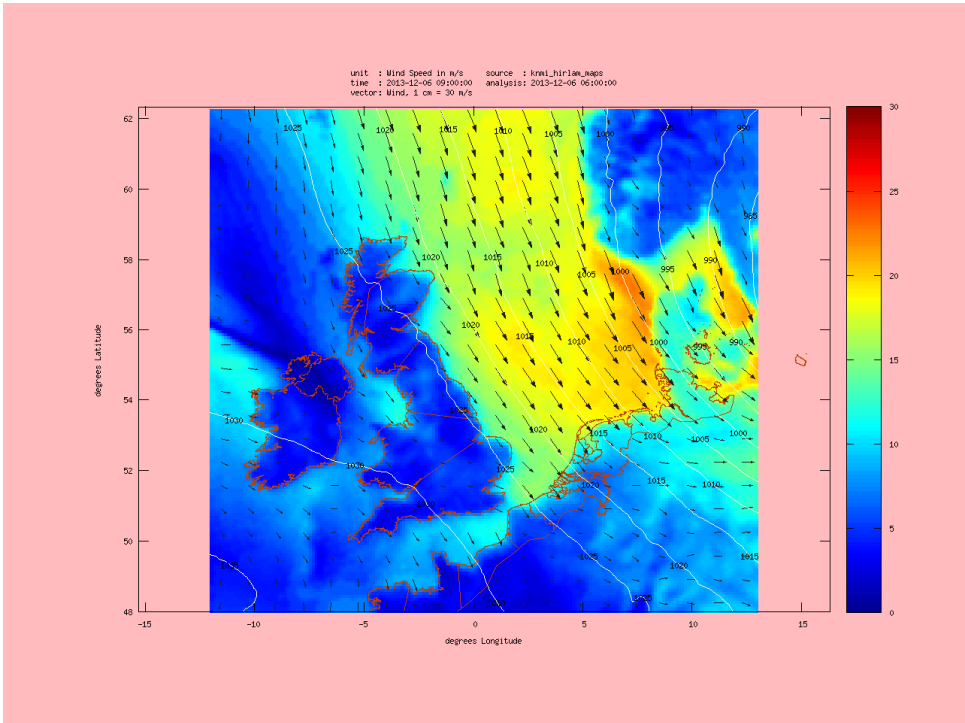 unit  : Wind Speed in m/s    source  : knmi_hirlam_maps
time  : 2013-12-06 09:00:00   analysis: 2013-12-06 06:00:00
vector: Wind, 1 cm = 30 m/s
62
60
58
56
54
52
50
48
degrees Latitude
-15
-10
-5
0
5
10
15
degrees Longitude
30
25
20
15
10
5
0
1025 1020 1015 1010 1005 1000 990
985
1025 1020 1015 1010 1005 1000 995 990
1020 1015 1010 1005 1000 995 990
1030 1020 1015 1010 1005 1000
1025 1020 1015 1010
1025 1020 1015